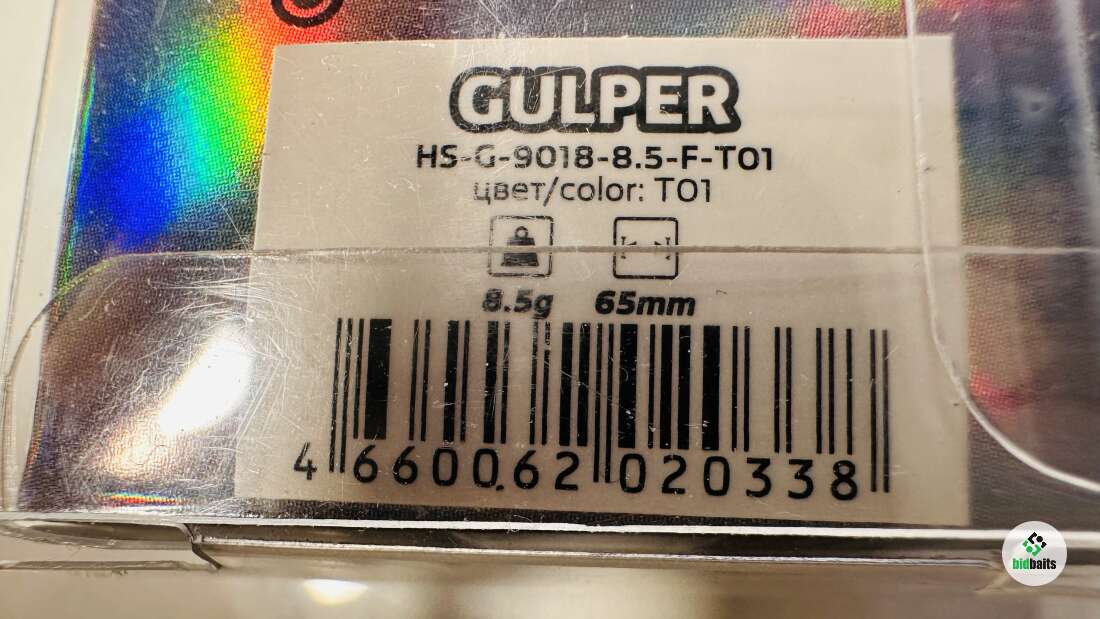 GULPER
HS-G-9018-8.5-F-T01
цвет/color: T01
8.5g 65mm
4 660062 020338
bidbaits